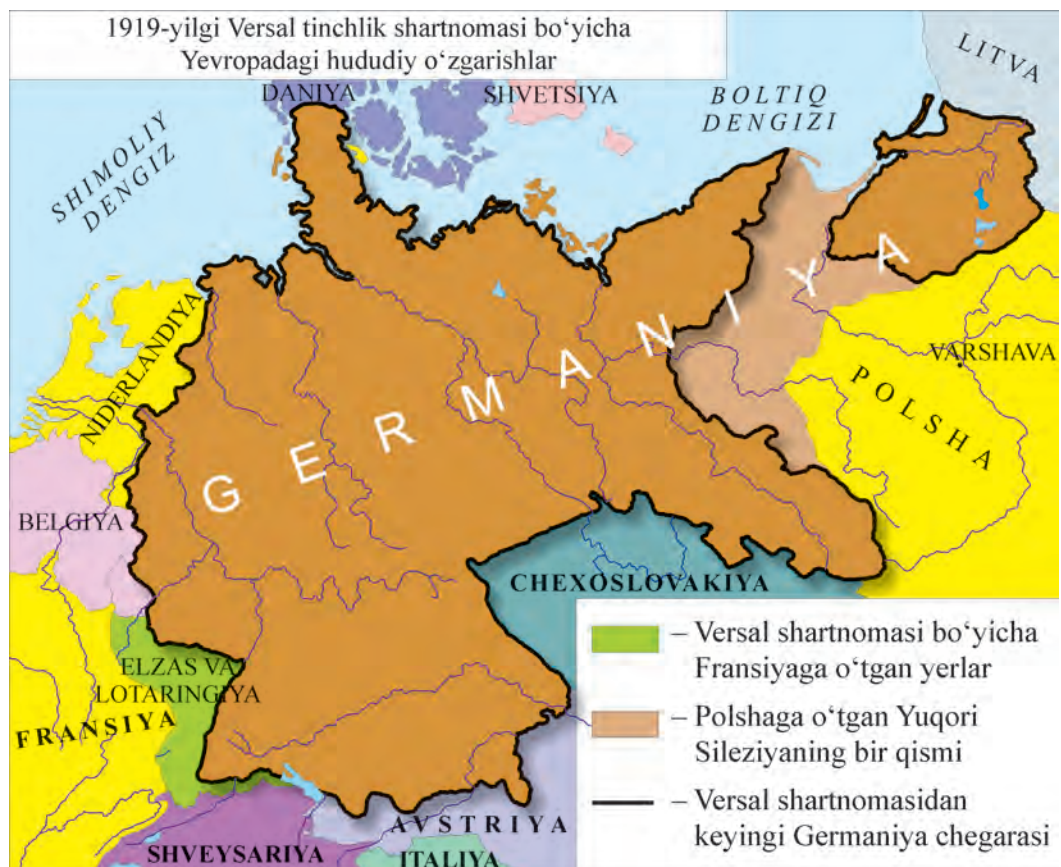 1919-yilgi Versal tinchlik shartnomasi bo‘yicha
Yevropadagi hududiy o‘zgarishlar
LITVA
DANIYA
SHVETSIYA
BOLTIQ
DENGIZI
SHIMOLIY
DENGIZ
NIDERLANDIYA
GERMANIYA
VARSHAVA
POLSHA
BELGIYA
CHEXOSLOVAKIYA
ELZAS VA
LOTARINGIYA
FRANSIYA
AVSTRIYA
SHVEYSARIYA
ITALIYA
– Versal shartnomasi bo‘yicha
Fransiyaga o‘tgan yerlar
– Polshaga o‘tgan Yuqori
Sileziyaning bir qismi
– Versal shartnomasidan
keyingi Germaniya chegarasi